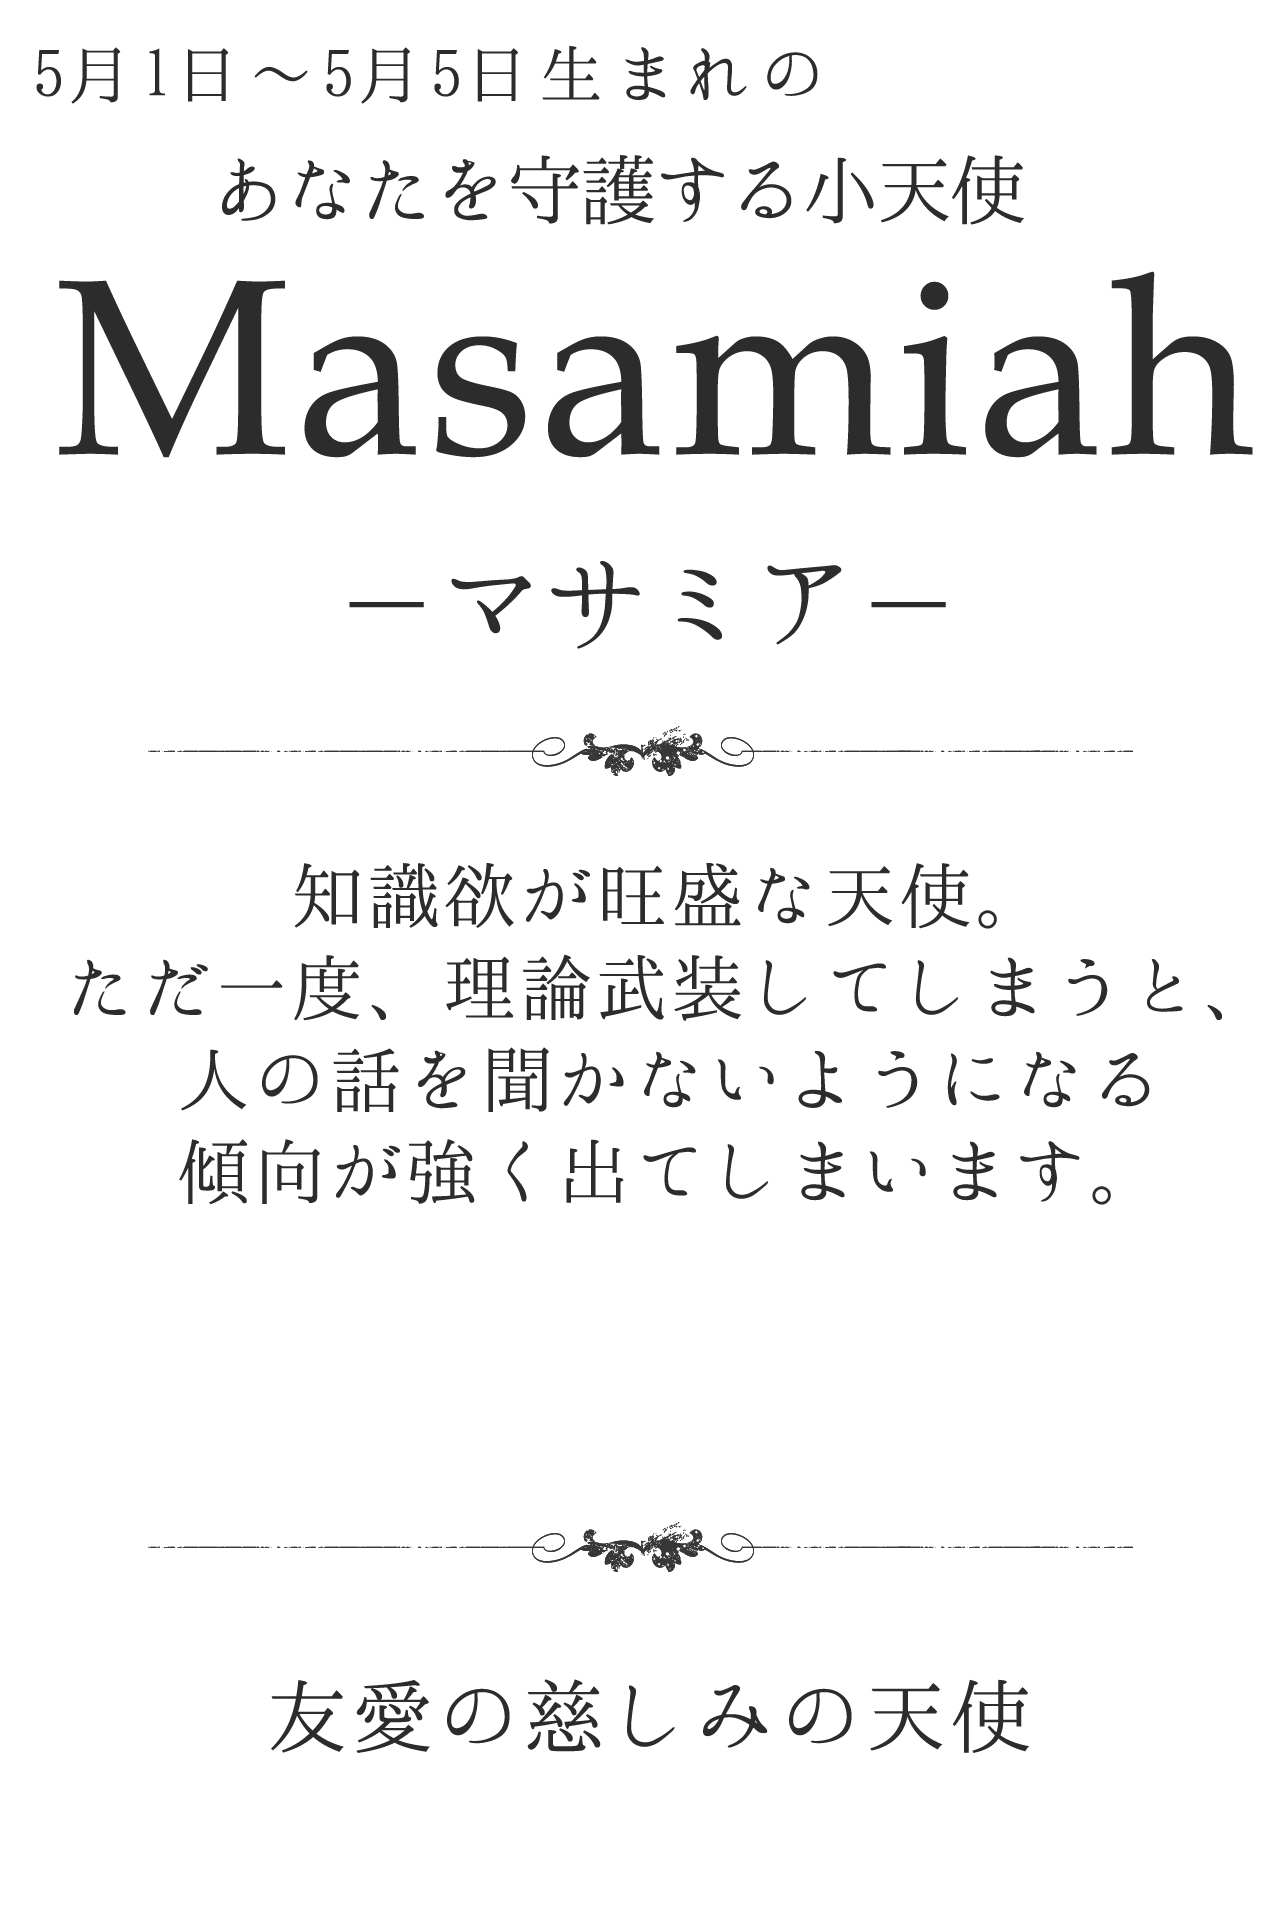 5月1日～5月5日生まれの
あなたを守護する小天使
Masamiah
―マサミア―
知識欲が旺盛な天使。
ただ一度、理論武装してしまうと、
人の話を聞かないようになる
傾向が強く出てしまいます。
友愛の慈しみの天使